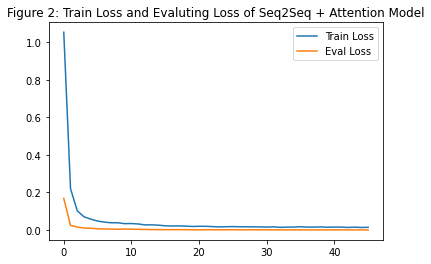 Figure 2: Train Loss and Evaluting Loss of Seq2Seq + Attention Model
Train Loss
Eval Loss
1.0
0.8
0.6
0.4
0.2
0.0
0 10 20 30 40